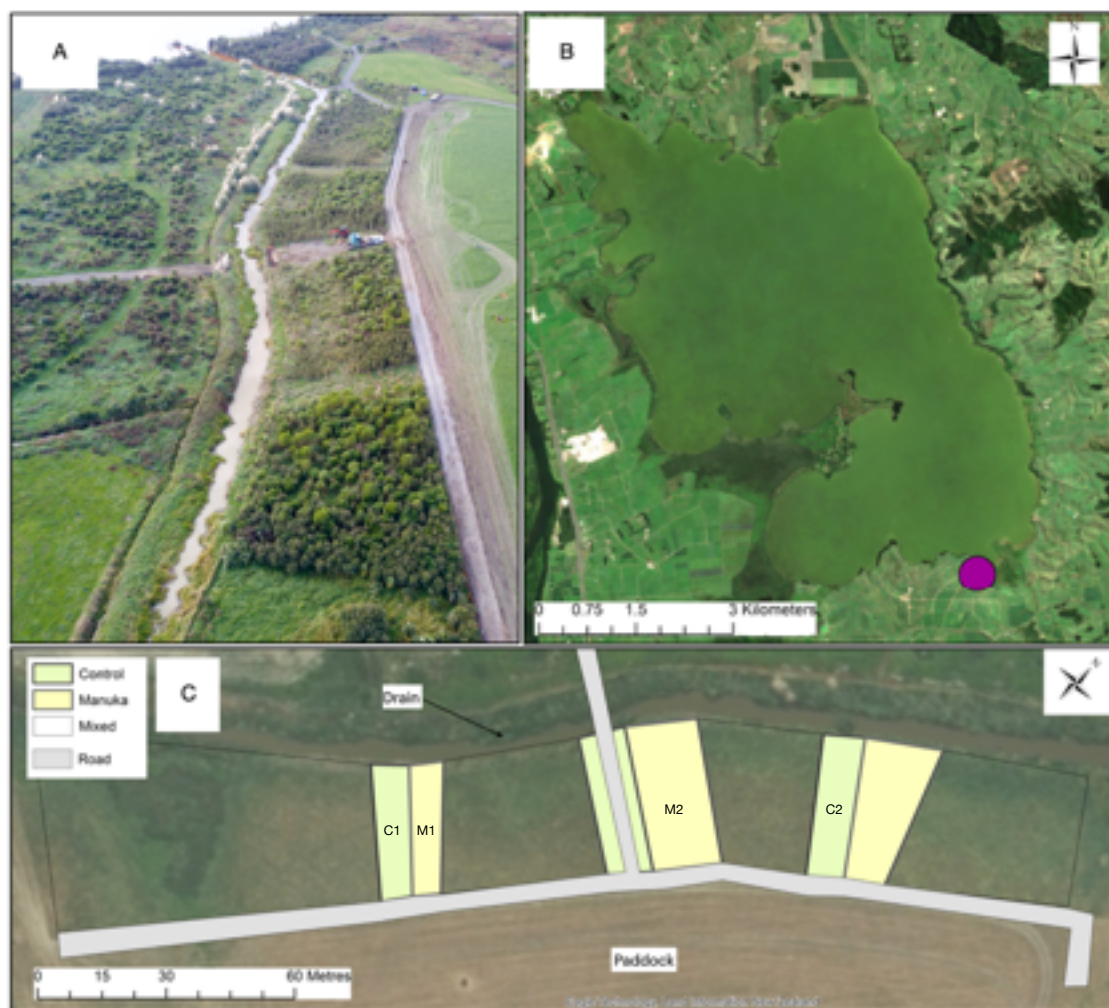 A
B
N
0 0.75 1.5 3 Kilometers
Control
Manuka
Mixed
Road
C
Drain
C1
M1
M2
C2
0 15 30 60 Metres
Paddock